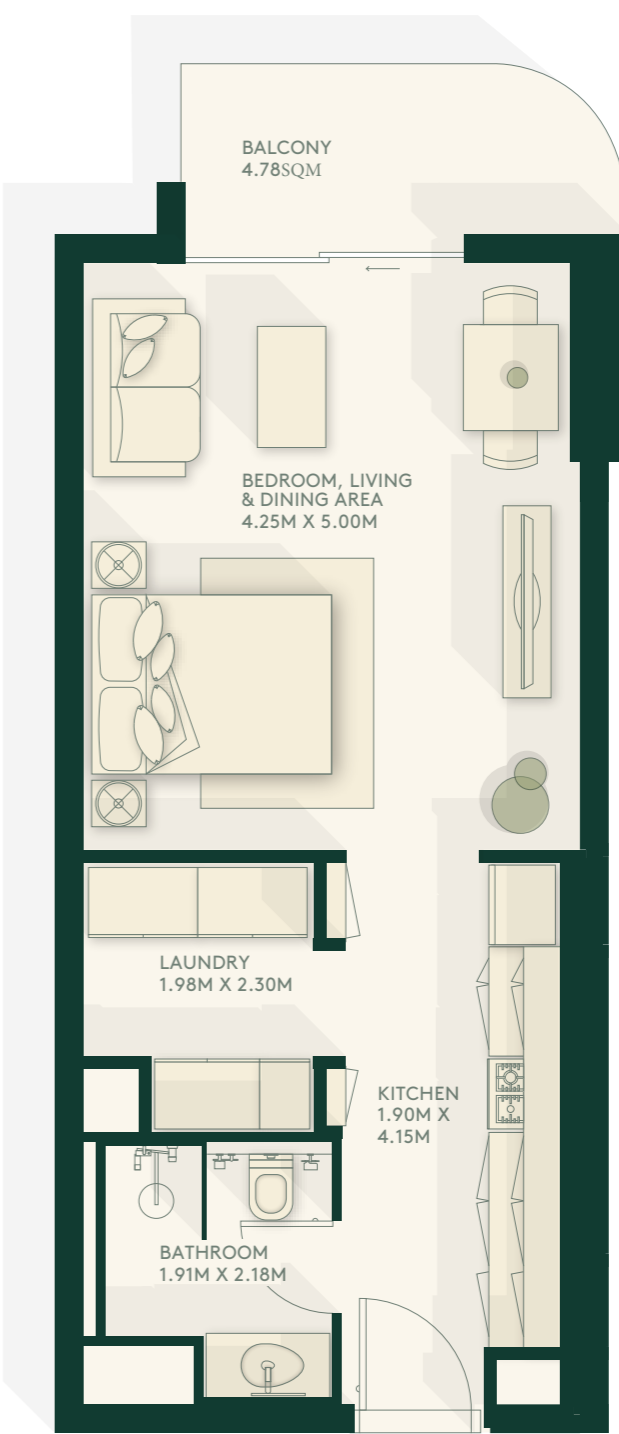 BALCONY
4.78SQM
BEDROOM, LIVING
& DINING AREA
4.25M X 5.00M
LAUNDRY
1.98M X 2.30M
KITCHEN
1.90M X
4.15M
BATHROOM
1.91M X 2.18M